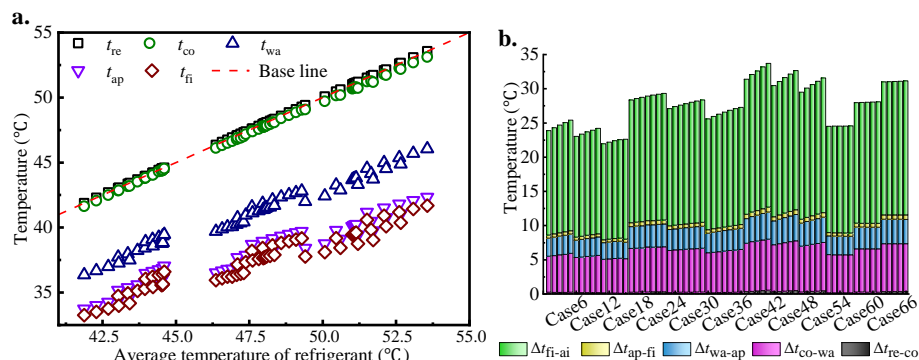 a.
55
50
45
40
35
Temperature (℃)
t_re t_co t_wa
t_ap t_fi Base line
42.5 45.0 47.5 50.0 52.5 55.0
Average temperature of refrigerant (℃)
b.
35
30
25
20
15
10
5
0
Temperature (℃)
Case6 Case12 Case18 Case24 Case30 Case36 Case42 Case48 Case54 Case60 Case66
Δt_fi-ai Δt_ap-fi Δt_wa-ap Δt_co-wa Δt_re-co